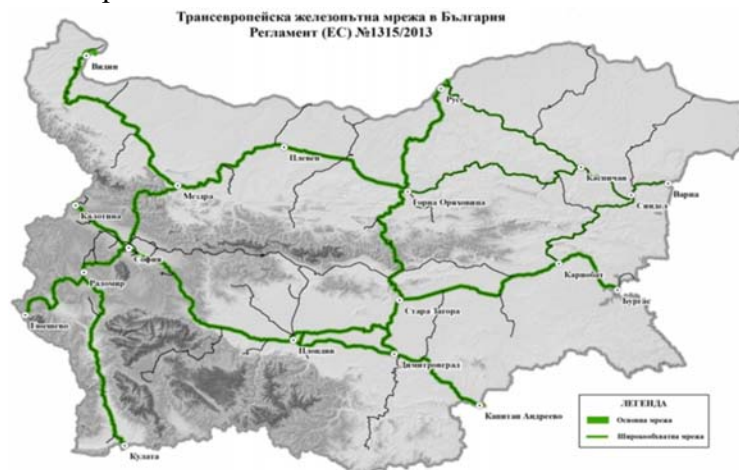 Трансевропейска железопътна мрежа в България
Регламент (ЕС) №1315/2013
Видин
Русе
Плевен
Каспичан
Мездра
Горна Оряховица
Варна
Синдел
Калотина
София
Карнобат
Радомир
Бургас
Стара Загора
Гюешево
Пловдив
Димитровград
Капитан Андреево
Кулата
ЛЕГЕНДА
Основна мрежа
Широкообхватна мрежа